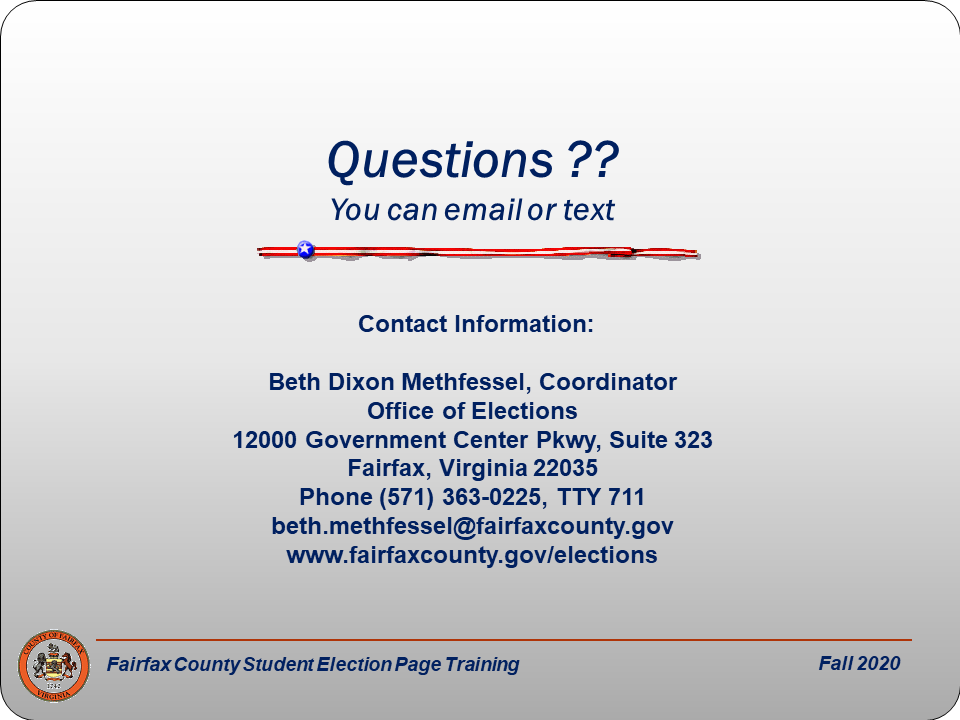 Questions ??
You can email or text
Contact Information:
Beth Dixon Methfessel, Coordinator
Office of Elections
12000 Government Center Pkwy, Suite 323
Fairfax, Virginia 22035
Phone (571) 363-0225, TTY 711
beth.methfessel@fairfaxcounty.gov
www.fairfaxcounty.gov/elections
COUNTY OF FAIRFAX
1742
VIRGINIA
Fairfax County Student Election Page Training
Fall 2020